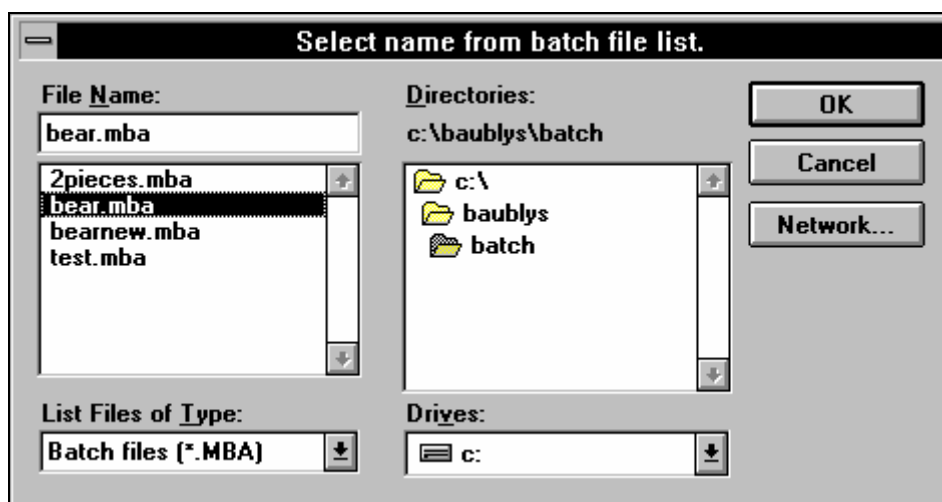 Select name from batch file list.
File Name:
bear.mba
2pieces.mba
bear.mba
bearnew.mba
test.mba
List Files of Type:
Batch files (*.MBA)
Directories:
c:\baublys\batch
c:\
baublys
batch
Drives:
c:
OK
Cancel
Network...